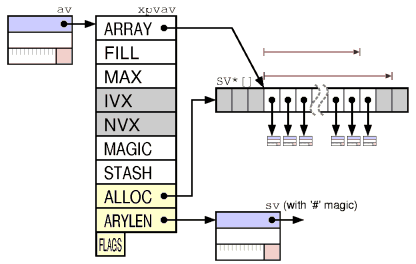 av
xpvav
ARRAY
FILL
MAX
IVX
NVX
MAGIC
STASH
ALLOC
ARYLEN
FLAGS
SV*[]
sv (with '#' magic)